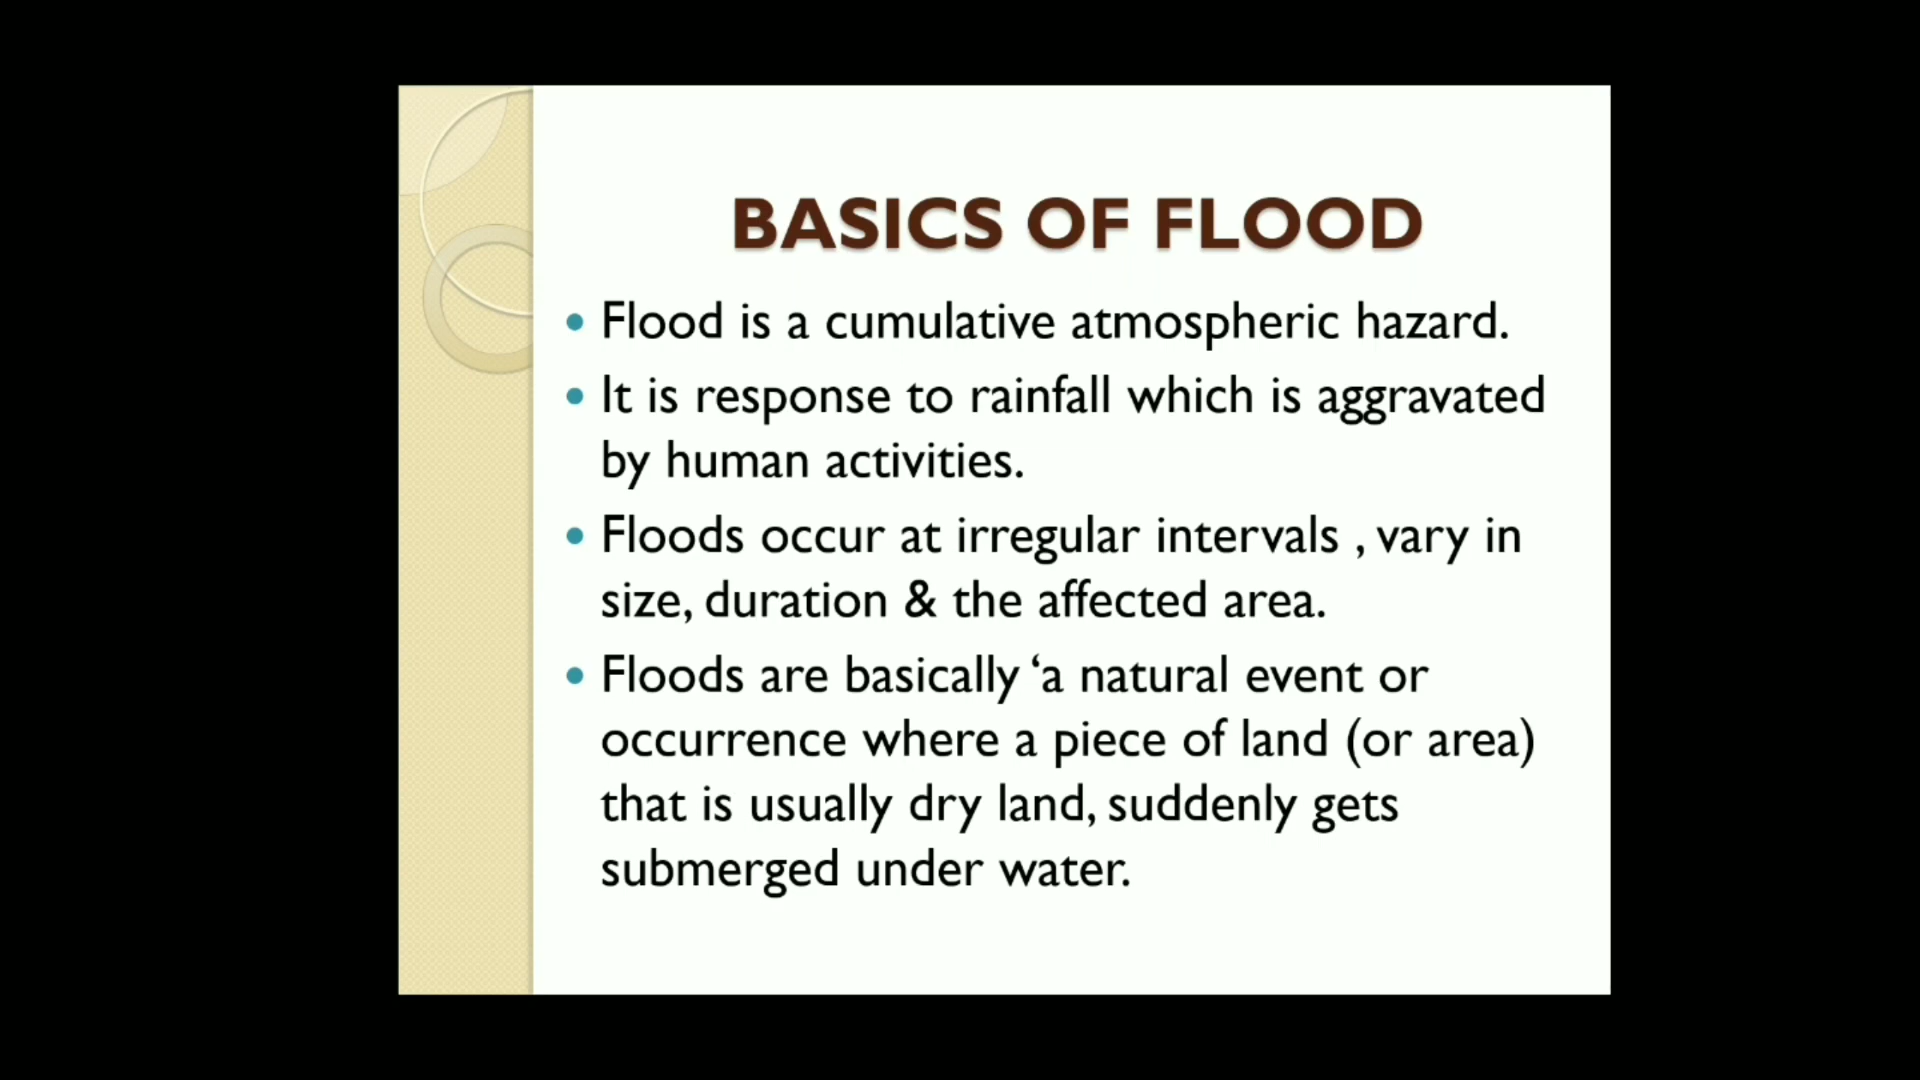 BASICS OF FLOOD
• Flood is a cumulative atmospheric hazard.
• It is response to rainfall which is aggravated
by human activities.
• Floods occur at irregular intervals , vary in
size, duration & the affected area.
• Floods are basically ‘a natural event or
occurrence where a piece of land (or area)
that is usually dry land, suddenly gets
submerged under water.